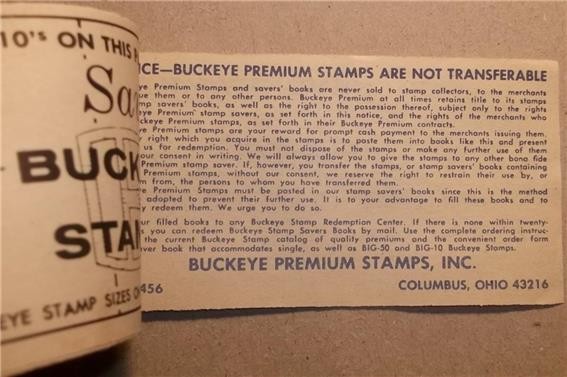 10's ON THIS
Sa
BUCK
STA
EYE STAMP SIZES
ICE—BUCKEYE PREMIUM STAMPS ARE NOT TRANSFERABLE
ye Premium Stamps and savers' books are never sold to stamp collectors, to the merchants
ue them or to any other persons. Buckeye Premium at all times retains title to its stamps
mp savers' books, as well as the right to the possession thereof, subject only to the rights
eye Premium' stamp savers, as set forth in this notice, and the rights of the merchants who
Buckeye Premium stamps, as set forth in their Buckeye Premium contracts.
ye Premium stamps are your reward for prompt cash payment to the merchants issuing them.
y right which you acquire in the stamps is to paste them into books like this and present
us for redemption. You must not dispose of the stamps or make any further use of them
our consent in writing. We will always allow you to give the stamps to any other bona fide
Premium stamp saver. If, however, you transfer the stamps, or stamp savers' books containing
Premium stamps, without our consent, we reserve the right to restrain their use by, or
m from, the persons to whom you have transferred them.
e Premium Stamps must be posted in our stamp savers' books since this is the method
adopted to prevent their further use. It is to your advantage to fill these books and to
y redeem them. We urge you to do so.
ur filled books to any Buckeye Stamp Redemption Center. If there is none within twenty-
s you can redeem Buckeye Stamp Savers Books by mail. Use the complete ordering instruc-
the current Buckeye Stamp catalog of quality premiums and the convenient order form
ver book that accommodates single, as well as BIG-50 and BIG-10 Buckeye Stamps.
BUCKEYE PREMIUM STAMPS, INC.
456 COLUMBUS, OHIO 43216